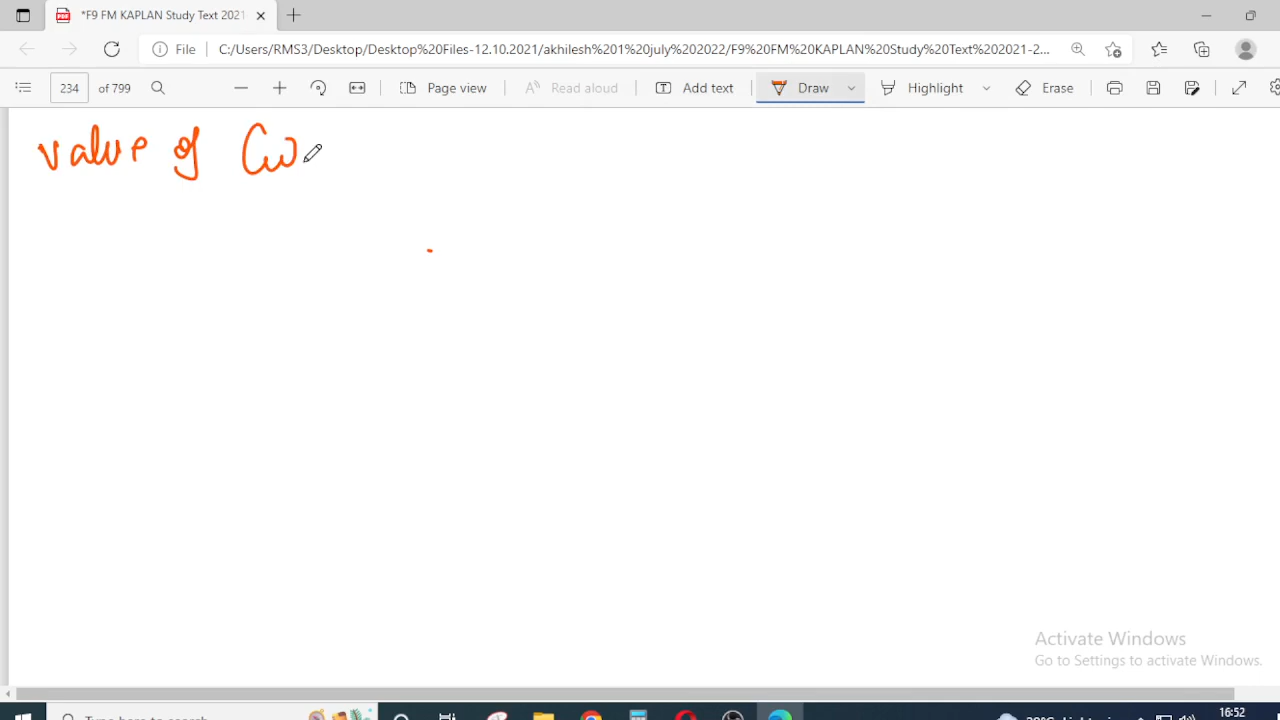 *F9 FM KAPLAN Study Text 2021
File C:/Users/RMS3/Desktop/Desktop%20Files-12.10.2021/akhilesh%201%20july%202022/F9%20FM%20KAPLAN%20Study%20Text%202021-2...
234 of 799 Page view Read aloud Add text Draw Highlight Erase
value of
Activate Windows
Go to Settings to activate Windows.
16:52